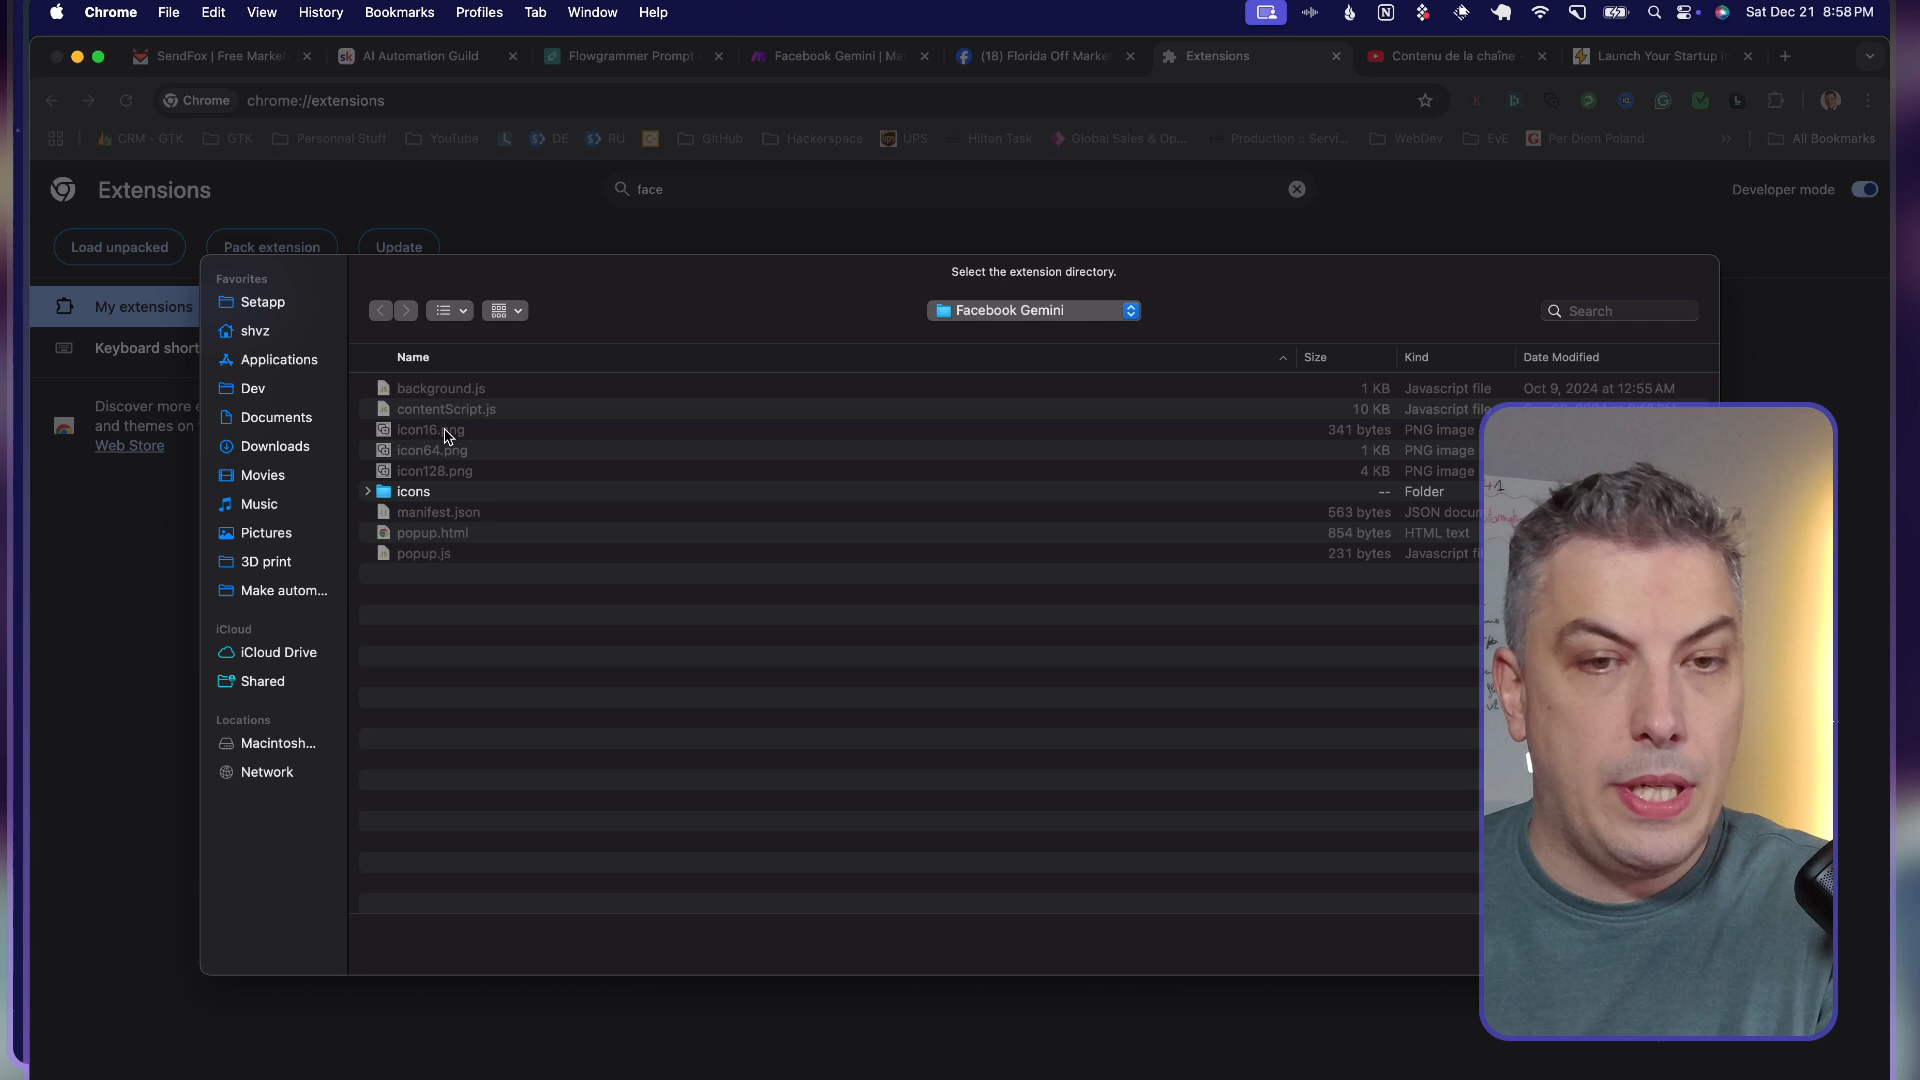 Chrome File Edit View History Bookmarks Profiles Tab Window Help Sat Dec 21 8:58 PM
SendFox | Free Market AI Automation Guild Flowgrammer Prompt Facebook Gemini | Ma (18) Florida Off Market Extensions Contenu de la chaîne Launch Your Startup in
Chrome chrome://extensions
CRM - GTK GTK Personnal Stuff YouTube DE RU GitHub Hackerspace UPS Hilton Task Global Sales & Op... Production :: Servi... WebDev EvE Per Diem Poland » All Bookmarks
Extensions face Developer mode
Load unpacked Pack extension Update
My extensions
Keyboard short
Discover more e
and themes on
Web Store
Select the extension directory.
Facebook Gemini Search
Favorites
Setapp
shvz
Applications
Dev
Documents
Downloads
Movies
Music
Pictures
3D print
Make autom...
iCloud
iCloud Drive
Shared
Locations
Macintosh...
Network
Name Size Kind Date Modified
background.js 1 KB Javascript file Oct 9, 2024 at 12:55 AM
contentScript.js 10 KB Javascript file
icon16.png 341 bytes PNG image
icon64.png 1 KB PNG image
icon128.png 4 KB PNG image
icons -- Folder
manifest.json 563 bytes JSON docu
popup.html 854 bytes HTML text
popup.js 231 bytes Javascript fi
+1